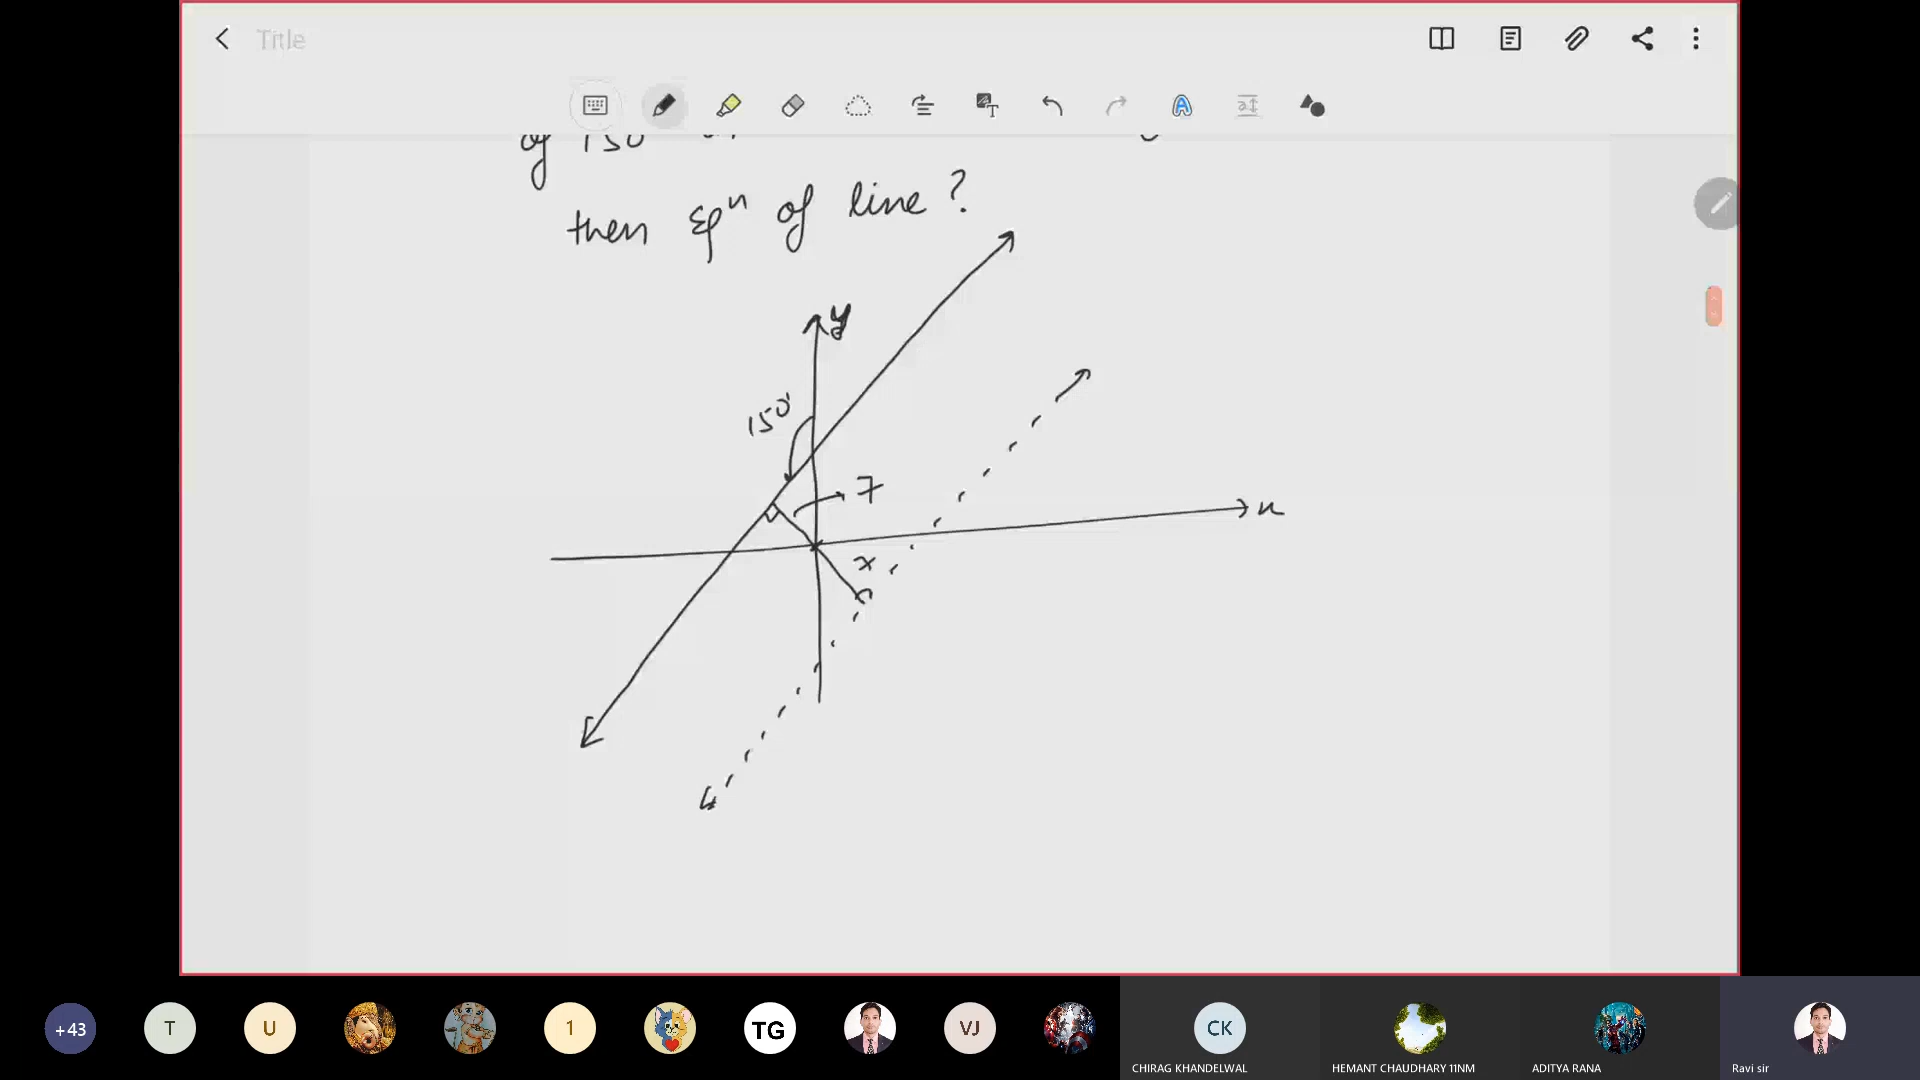 Title
of 150°
then Eqn of line?
y
150°
7
x
x
+43
T
U
1
TG
VJ
CK
CHIRAG KHANDELWAL
HEMANT CHAUDHARY 11NM
ADITYA RANA
Ravi sir